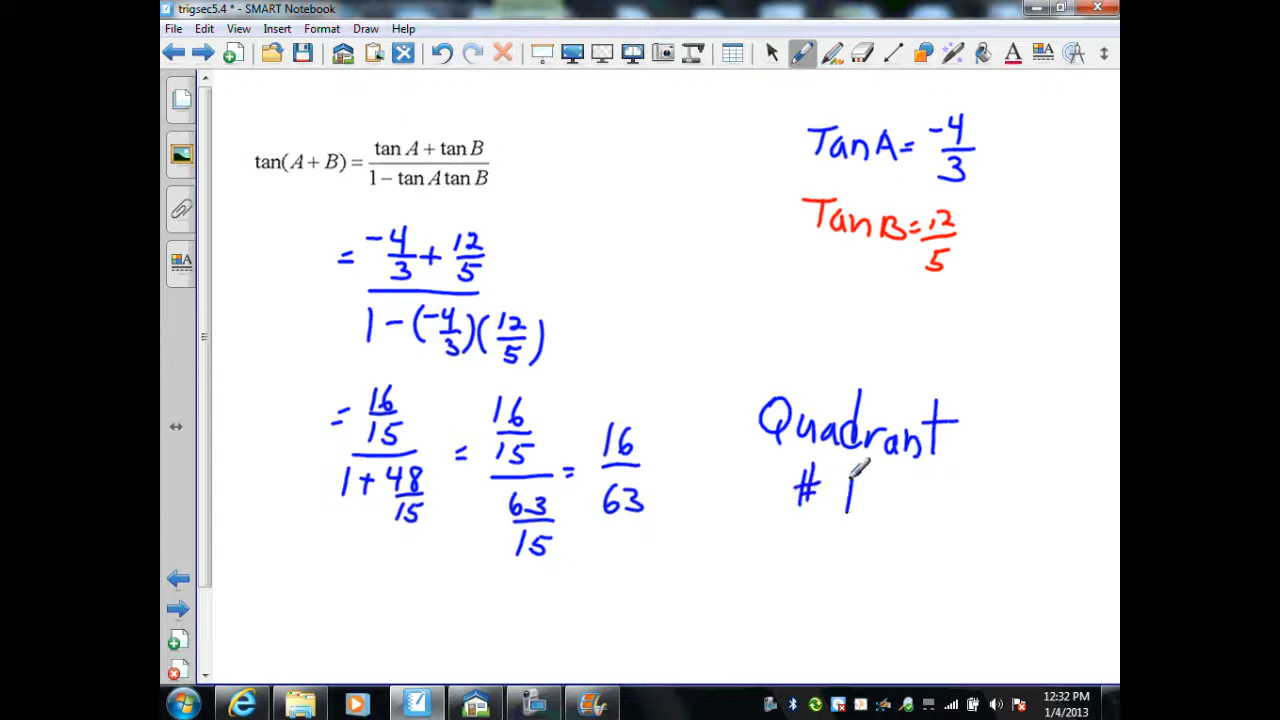 trigsec5.4 * - SMART Notebook
File Edit View Insert Format Draw Help
tan(A + B) = (tan A + tan B) / (1 − tan A tan B)
Tan A = -4/3
Tan B = 12/5
= (-4/3 + 12/5) / (1 - (-4/3)(12/5))
= (16/15) / (1 + 48/15) = (16/15) / (63/15) = 16/63
Quadrant
# 1
12:32 PM
1/4/2013